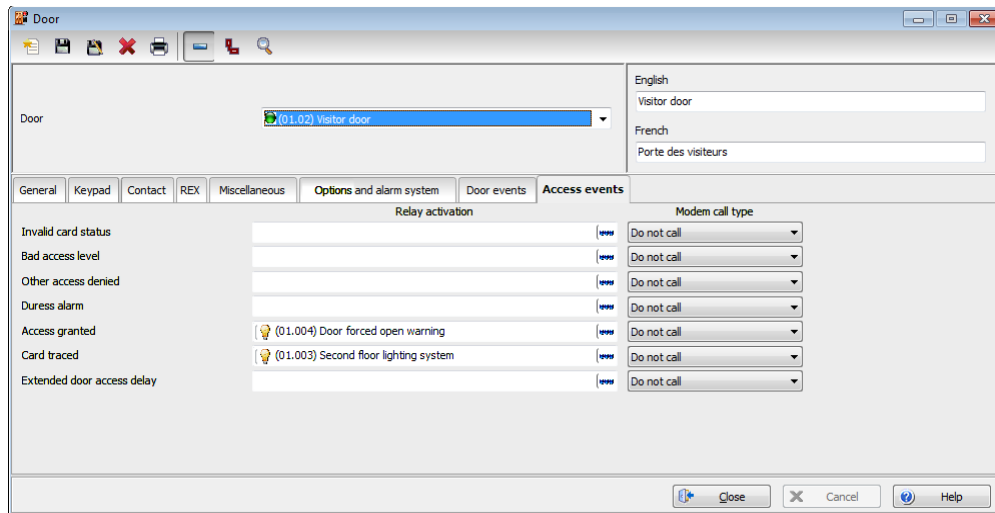 Door
English
Visitor door
Door
(01.02) Visitor door
French
Porte des visiteurs
General Keypad Contact REX Miscellaneous Options and alarm system Door events Access events
Relay activation Modem call type
Invalid card status Do not call
Bad access level Do not call
Other access denied Do not call
Duress alarm Do not call
Access granted (01.004) Door forced open warning Do not call
Card traced (01.003) Second floor lighting system Do not call
Extended door access delay Do not call
Close Cancel Help